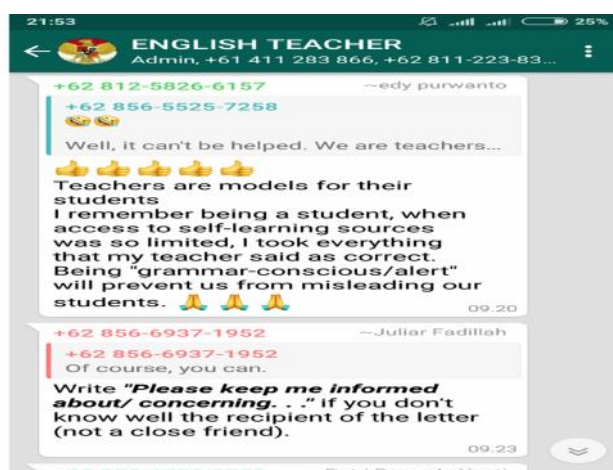 21:53 25%
ENGLISH TEACHER
Admin, +61 411 283 866, +62 811-223-83...
+62 812-5826-6157 ~edy purwanto
+62 856-5525-7258
🤣🤣
Well, it can't be helped. We are teachers...
👍👍👍👍👍
Teachers are models for their
students
I remember being a student, when
access to self-learning sources
was so limited, I took everything
that my teacher said as correct.
Being "grammar-conscious/alert"
will prevent us from misleading our
students. 🙏 🙏 🙏 09.20
+62 856-6937-1952 ~Juliar Fadillah
+62 856-6937-1952
Of course, you can.
Write "Please keep me informed
about/ concerning. . ." if you don't
know well the recipient of the letter
(not a close friend).
09.23